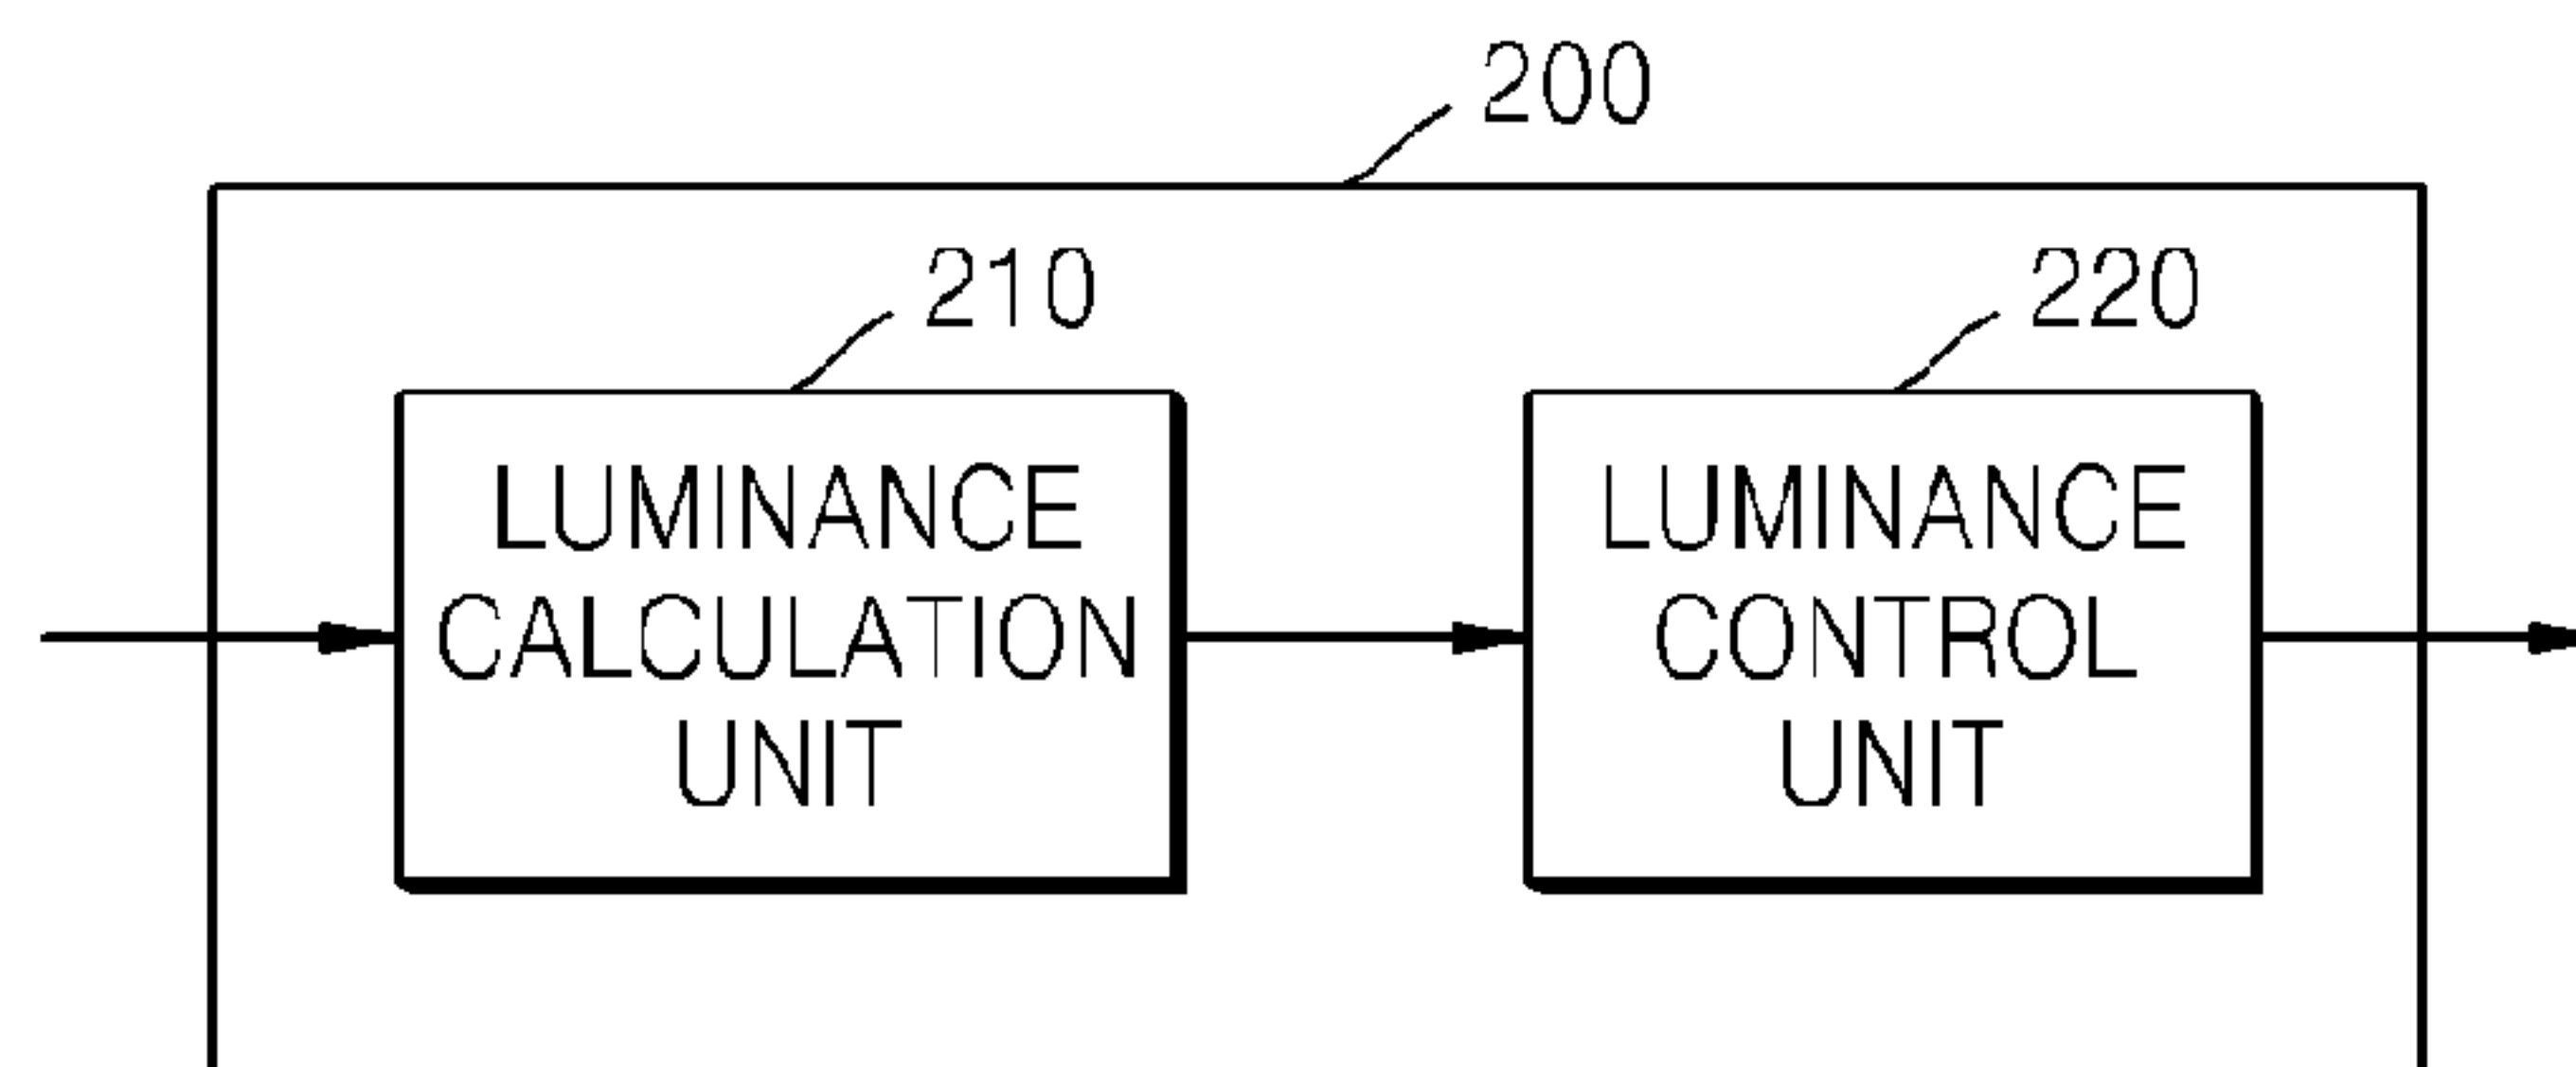 200
210
220
LUMINANCE
CALCULATION
UNIT
LUMINANCE
CONTROL
UNIT